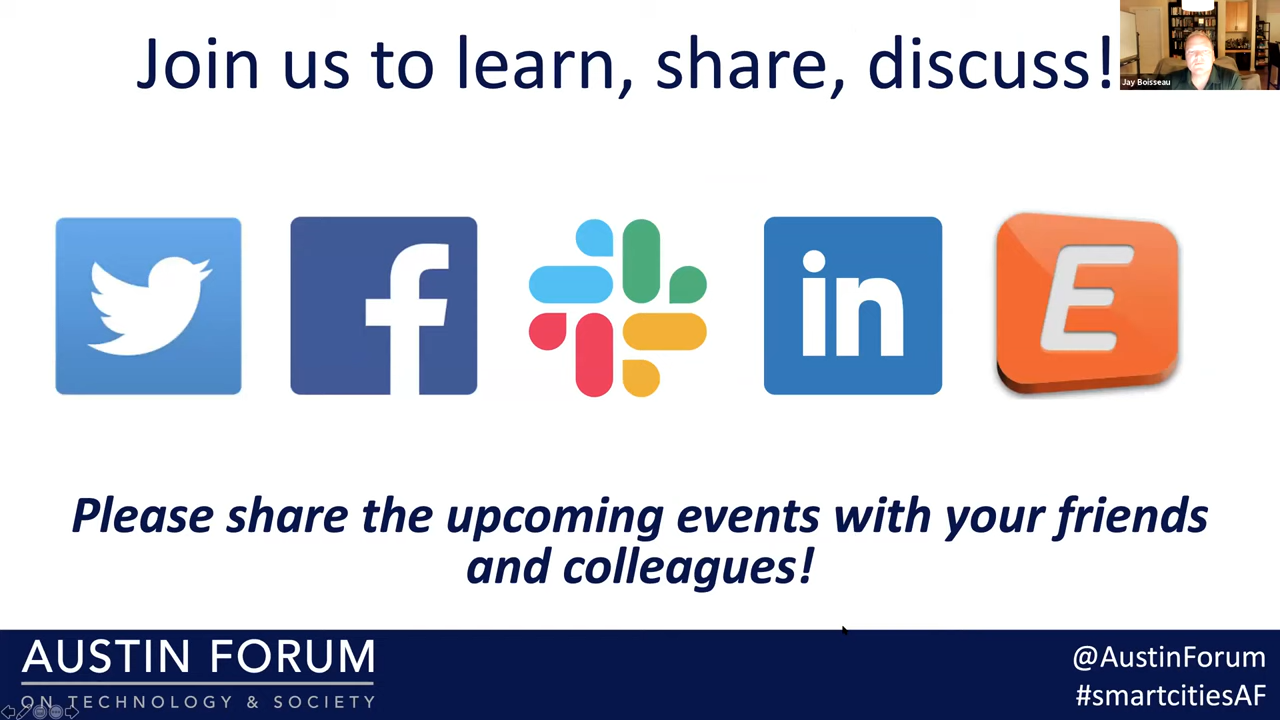 Join us to learn, share, discuss!
Jay Boisseau
f
in
E
Please share the upcoming events with your friends
and colleagues!
AUSTIN FORUM
ON TECHNOLOGY & SOCIETY
@AustinForum
#smartcitiesAF